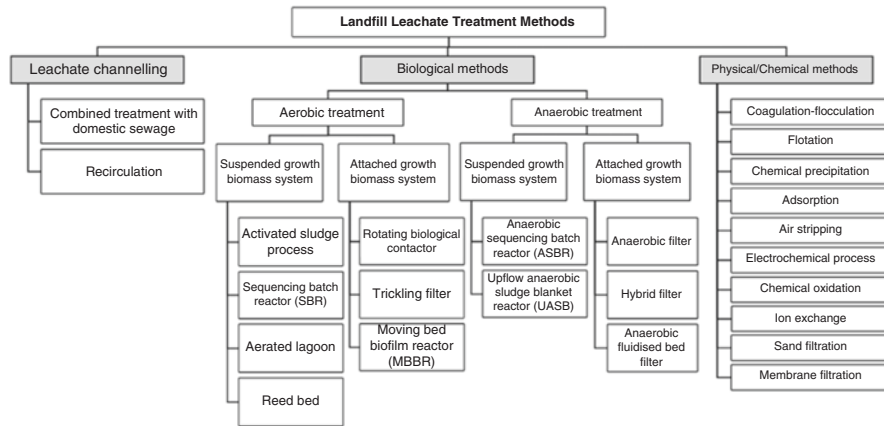 Landfill Leachate Treatment Methods
Leachate channelling
Combined treatment with
domestic sewage
Recirculation
Biological methods
Aerobic treatment
Suspended growth
biomass system
Activated sludge
process
Sequencing batch
reactor (SBR)
Aerated lagoon
Reed bed
Attached growth
biomass system
Rotating biological
contactor
Trickling filter
Moving bed
biofilm reactor
(MBBR)
Anaerobic treatment
Suspended growth
biomass system
Anaerobic
sequencing batch
reactor (ASBR)
Upflow anaerobic
sludge blanket
reactor (UASB)
Attached growth
biomass system
Anaerobic filter
Hybrid filter
Anaerobic
fluidised bed
filter
Physical/Chemical methods
Coagulation-flocculation
Flotation
Chemical precipitation
Adsorption
Air stripping
Electrochemical process
Chemical oxidation
Ion exchange
Sand filtration
Membrane filtration